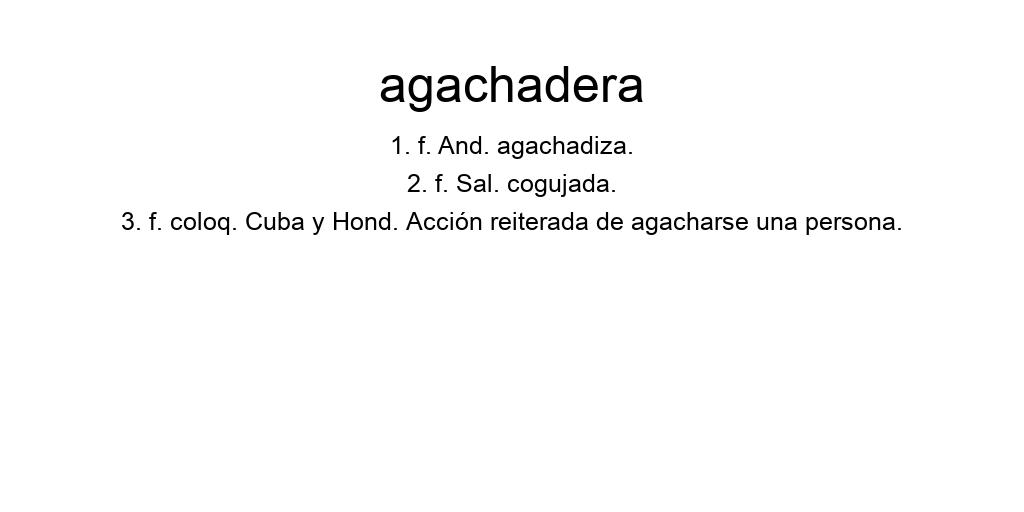 agachadera
1. f. And. agachadiza.
2. f. Sal. cogujada.
3. f. coloq. Cuba y Hond. Acción reiterada de agacharse una persona.